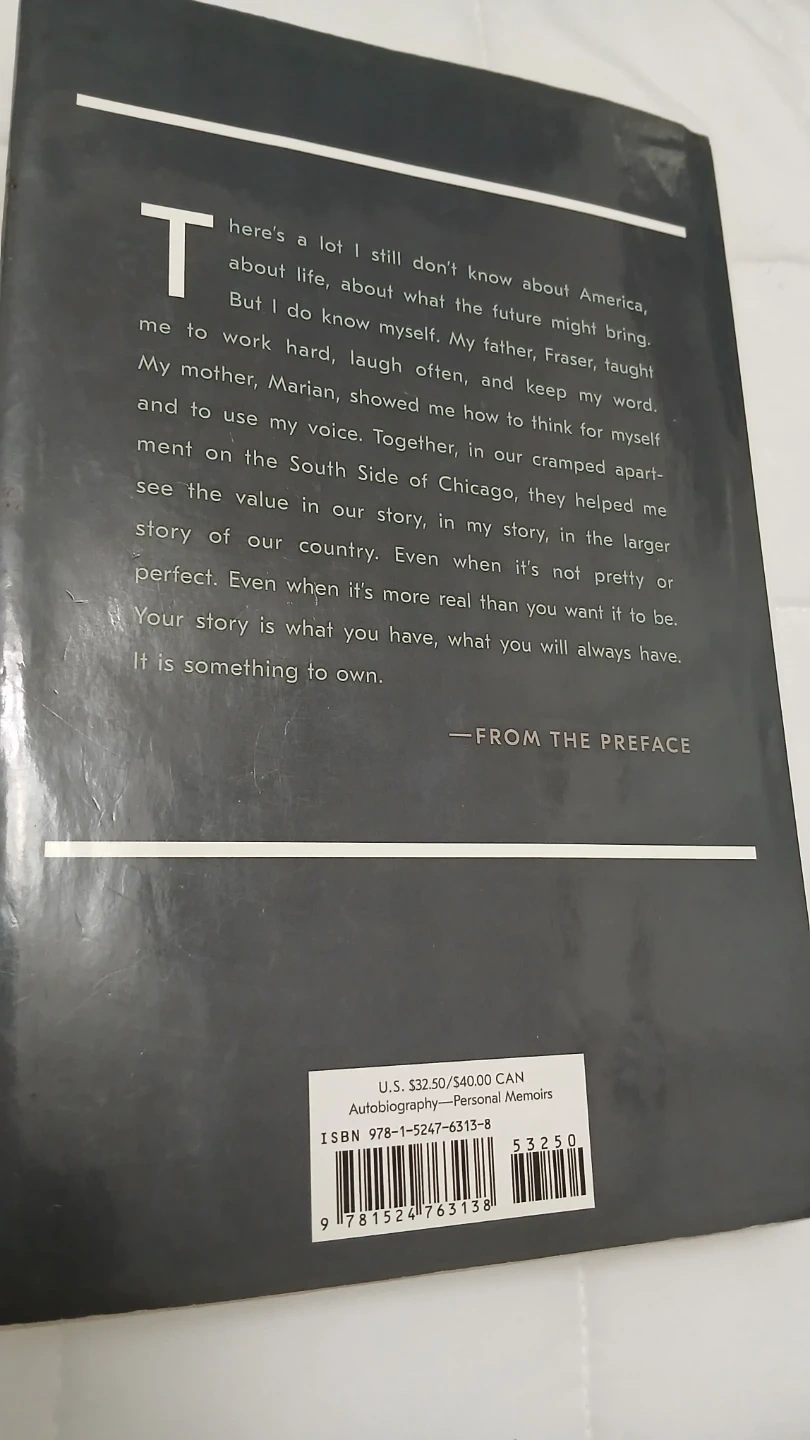 There's a lot I still don't know about America,
about life, about what the future might bring.
But I do know myself. My father, Fraser, taught
me to work hard, laugh often, and keep my word.
My mother, Marian, showed me how to think for myself
and to use my voice. Together, in our cramped apart-
ment on the South Side of Chicago, they helped me
see the value in our story, in my story, in the larger
story of our country. Even when it's not pretty or
perfect. Even when it's more real than you want it to be.
Your story is what you have, what you will always have.
It is something to own.
—FROM THE PREFACE
U.S. $32.50/$40.00 CAN
Autobiography—Personal Memoirs
ISBN 978-1-5247-6313-8
53250
9 781524 763138